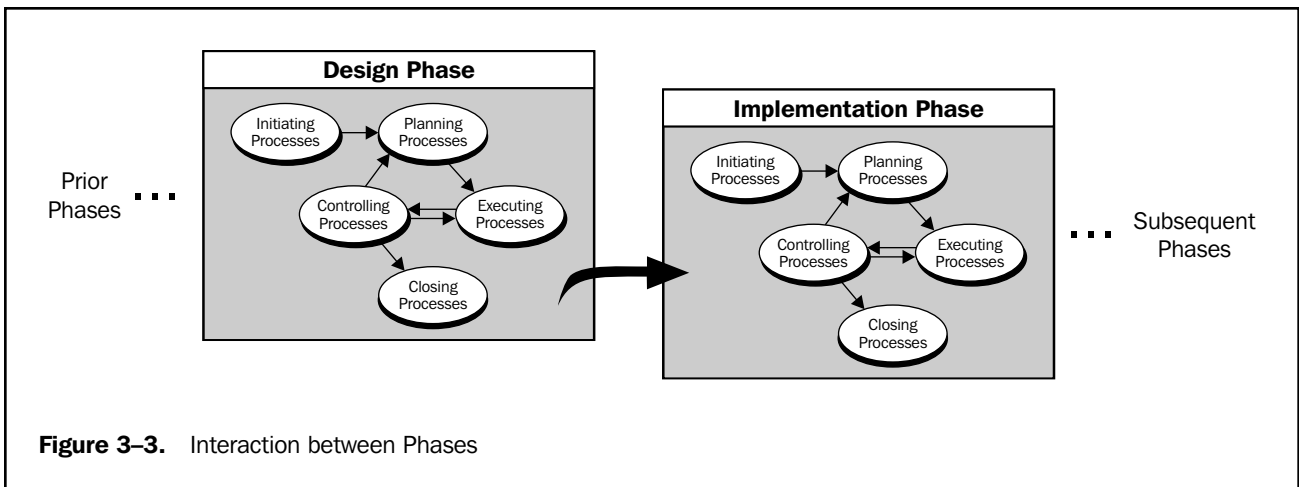 Design Phase
Initiating
Processes
Planning
Processes
Controlling
Processes
Executing
Processes
Closing
Processes
Prior
Phases
Implementation Phase
Initiating
Processes
Planning
Processes
Controlling
Processes
Executing
Processes
Closing
Processes
Subsequent
Phases
Figure 3–3. Interaction between Phases